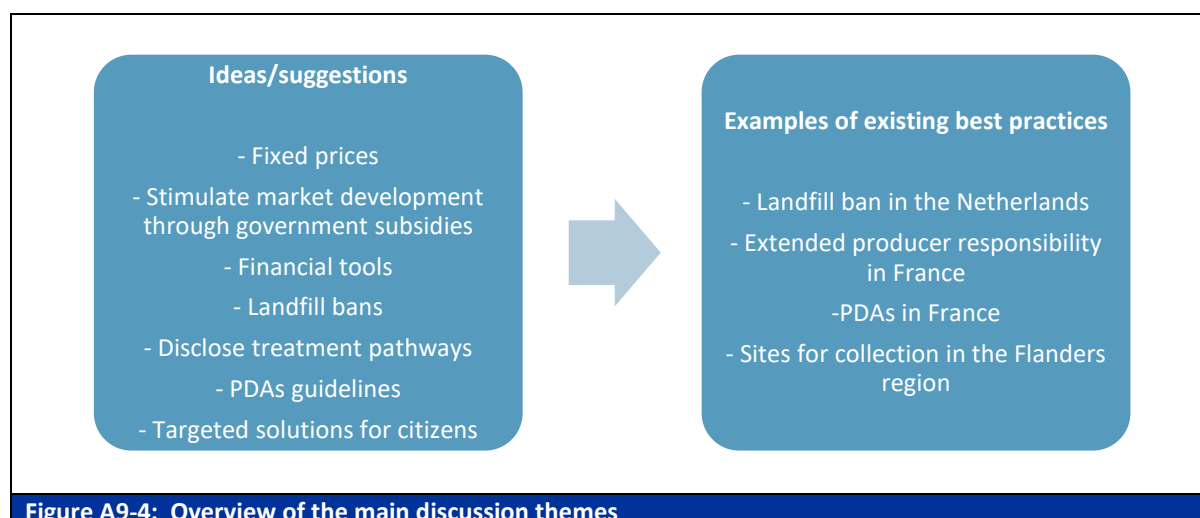 Ideas/suggestions
- Fixed prices
- Stimulate market development
through government subsidies
- Financial tools
- Landfill bans
- Disclose treatment pathways
- PDAs guidelines
- Targeted solutions for citizens
Examples of existing best practices
- Landfill ban in the Netherlands
- Extended producer responsibility
in France
-PDAs in France
- Sites for collection in the Flanders
region
Figure A9-4: Overview of the main discussion themes